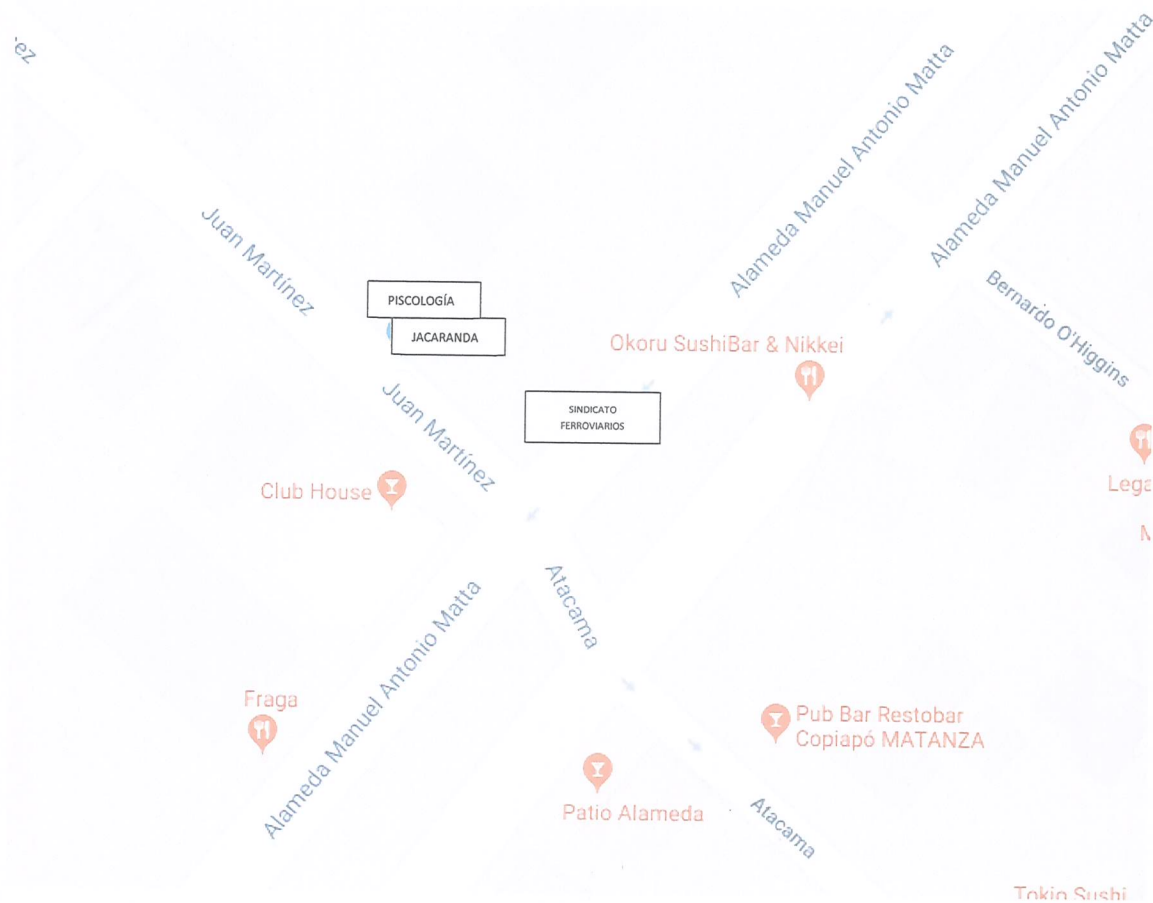 Alameda Manuel Antonio Matta
Alameda Manuel Antonio Matta
Juan Martínez
PISCOLOGÍA
JACARANDA
Okoru SushiBar & Nikkei
Bernardo O'Higgins
SINDICATO
FERROVIARIOS
Juan Martínez
Club House
Atacama
Alameda Manuel Antonio Matta
Fraga
Pub Bar Restobar
Copiapó MATANZA
Patio Alameda
Atacama
Tokio Sushi